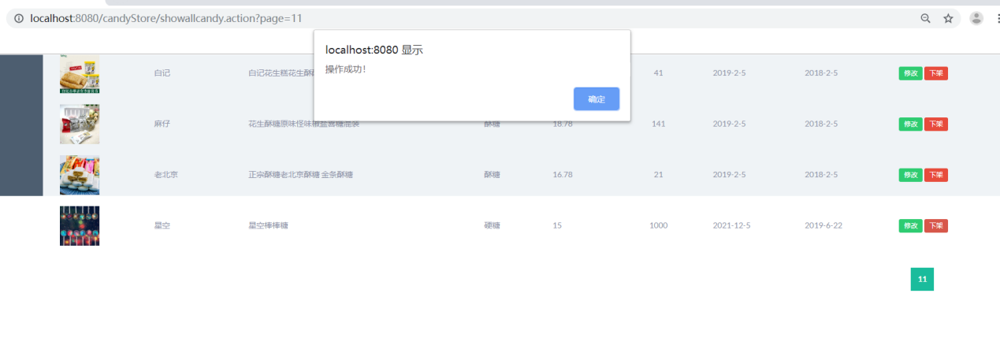 localhost:8080/candyStore/showallcandy.action?page=11
localhost:8080 显示
操作成功!
确定
白记 白记花生糕花生酥 41 2019-2-5 2018-2-5 修改 下架
麻仔 花生酥糖原味怪味椒盐喜糖混装 酥糖 18.78 141 2019-2-5 2018-2-5 修改 下架
老北京 正宗酥糖老北京酥糖 金条酥糖 酥糖 16.78 21 2019-2-5 2018-2-5 修改 下架
星空 星空棒棒糖 硬糖 15 1000 2021-12-5 2019-6-22 修改 下架
11